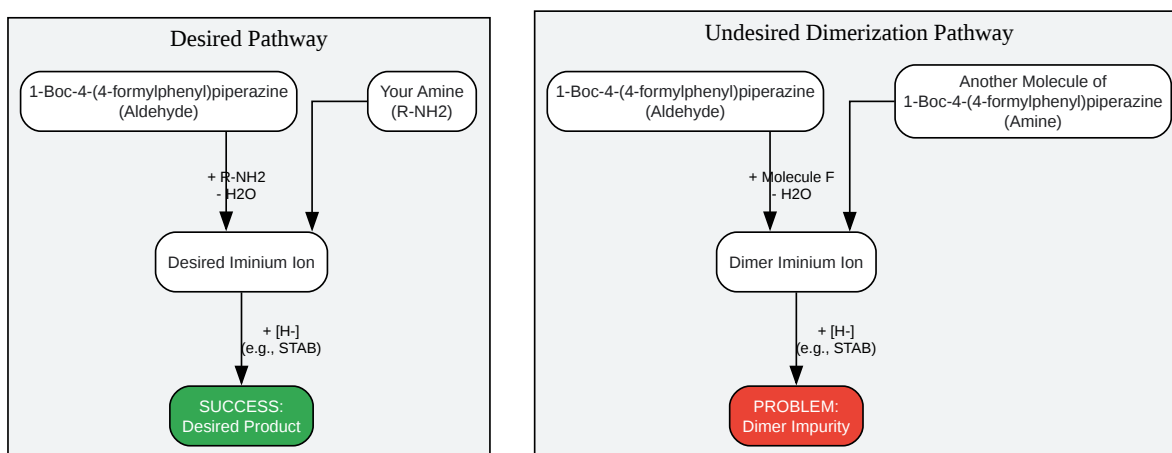 Desired Pathway
1-Boc-4-(4-formylphenyl)piperazine
(Aldehyde)
Your Amine
(R-NH2)
+ R-NH2
- H2O
Desired Iminium Ion
+ [H-]
(e.g., STAB)
SUCCESS:
Desired Product
Undesired Dimerization Pathway
1-Boc-4-(4-formylphenyl)piperazine
(Aldehyde)
Another Molecule of
1-Boc-4-(4-formylphenyl)piperazine
(Amine)
+ Molecule F
- H2O
Dimer Iminium Ion
+ [H-]
(e.g., STAB)
PROBLEM:
Dimer Impurity